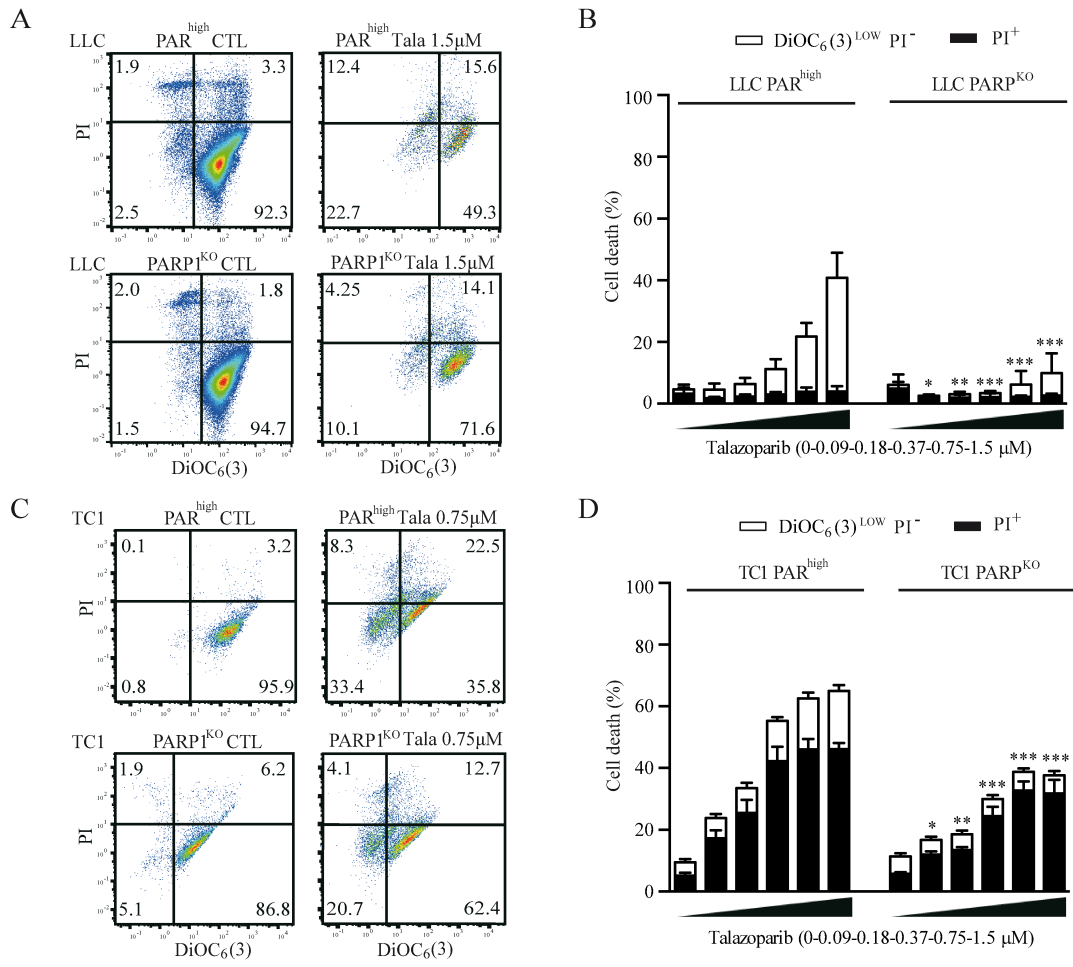 A
LLC PAR^high CTL
PAR^high Tala 1.5μM
1.9 3.3
12.4 15.6
PI
2.5 92.3
22.7 49.3
LLC PARP1^KO CTL
PARP1^KO Tala 1.5μM
2.0 1.8
4.25 14.1
PI
1.5 94.7
10.1 71.6
DiOC₆(3)
DiOC₆(3)
B
DiOC₆(3)^LOW PI⁻
PI⁺
LLC PAR^high
LLC PARP^KO
Cell death (%)
100
80
60
40
20
0
* ** *** *** ***
Talazoparib (0-0.09-0.18-0.37-0.75-1.5 μM)
C
TC1 PAR^high CTL
PAR^high Tala 0.75μM
0.1 3.2
8.3 22.5
PI
0.8 95.9
33.4 35.8
TC1 PARP1^KO CTL
PARP1^KO Tala 0.75μM
1.9 6.2
4.1 12.7
PI
5.1 86.8
20.7 62.4
DiOC₆(3)
DiOC₆(3)
D
DiOC₆(3)^LOW PI⁻
PI⁺
TC1 PAR^high
TC1 PARP^KO
Cell death (%)
100
80
60
40
20
0
* ** *** *** ***
Talazoparib (0-0.09-0.18-0.37-0.75-1.5 μM)